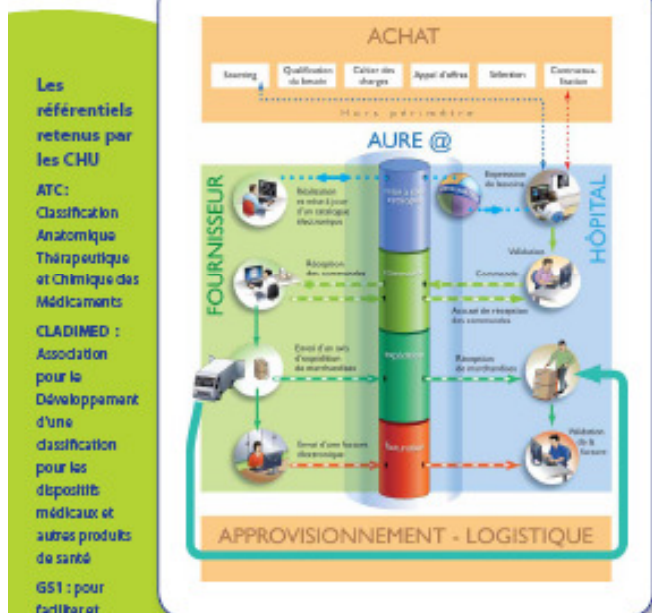 Les
référentiels
retenus par
les CHU
ATC :
Classification
Anatomique
Thérapeutique
et Chimique des
Médicaments
CLADIMED :
Association
pour le
Développement
d'une
classification
pour les
dispositifs
médicaux et
autres produits
de santé
GS1 : pour
faciliter et
ACHAT
Sourcing
Qualification
du besoin
Cahier des
charges
Appel d'offres
Sélection
Hors périmètre
AURE @
FOURNISSEUR
HÔPITAL
Réalisation
et mise à jour
d'un catalogue
électronique
Expression
de besoins
Validation
Réception
des commandes
Commande
Accusé de réception
des commandes
Envoi d'un avis
d'expédition
de marchandises
Réception
de marchandises
Envoi d'une facture
électronique
Validation
de la
facture
APPROVISIONNEMENT - LOGISTIQUE